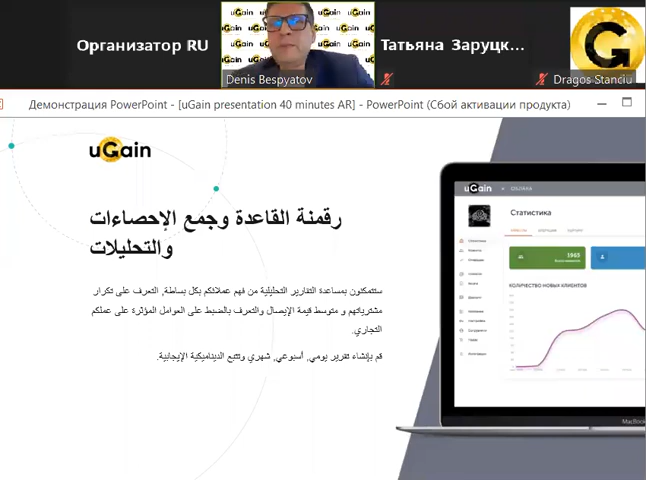 Организатор RU
uGain
Denis Bespyatov
Татьяна Заруцк...
Dragos Stanciu
Демонстрация PowerPoint - [uGain presentation 40 minutes AR] - PowerPoint (Сбой активации продукта)
uGain
رقمنة القاعدة وجمع الإحصاءات
والتحليلات
ستتمكنون بمساعدة التقارير التحليلية من فهم عملائكم بكل بساطة, التعرف على تكرار
مشترياتهم و متوسط قيمة الإيصال والتعرف بالضبط على العوامل المؤثرة على عملكم
التجاري.
قم بإنشاء تقرير يومي, أسبوعي, شهري وتتبع الديناميكية الإيجابية.
uGain
Статистика
1965
КОЛИЧЕСТВО НОВЫХ КЛИЕНТОВ
MacBook